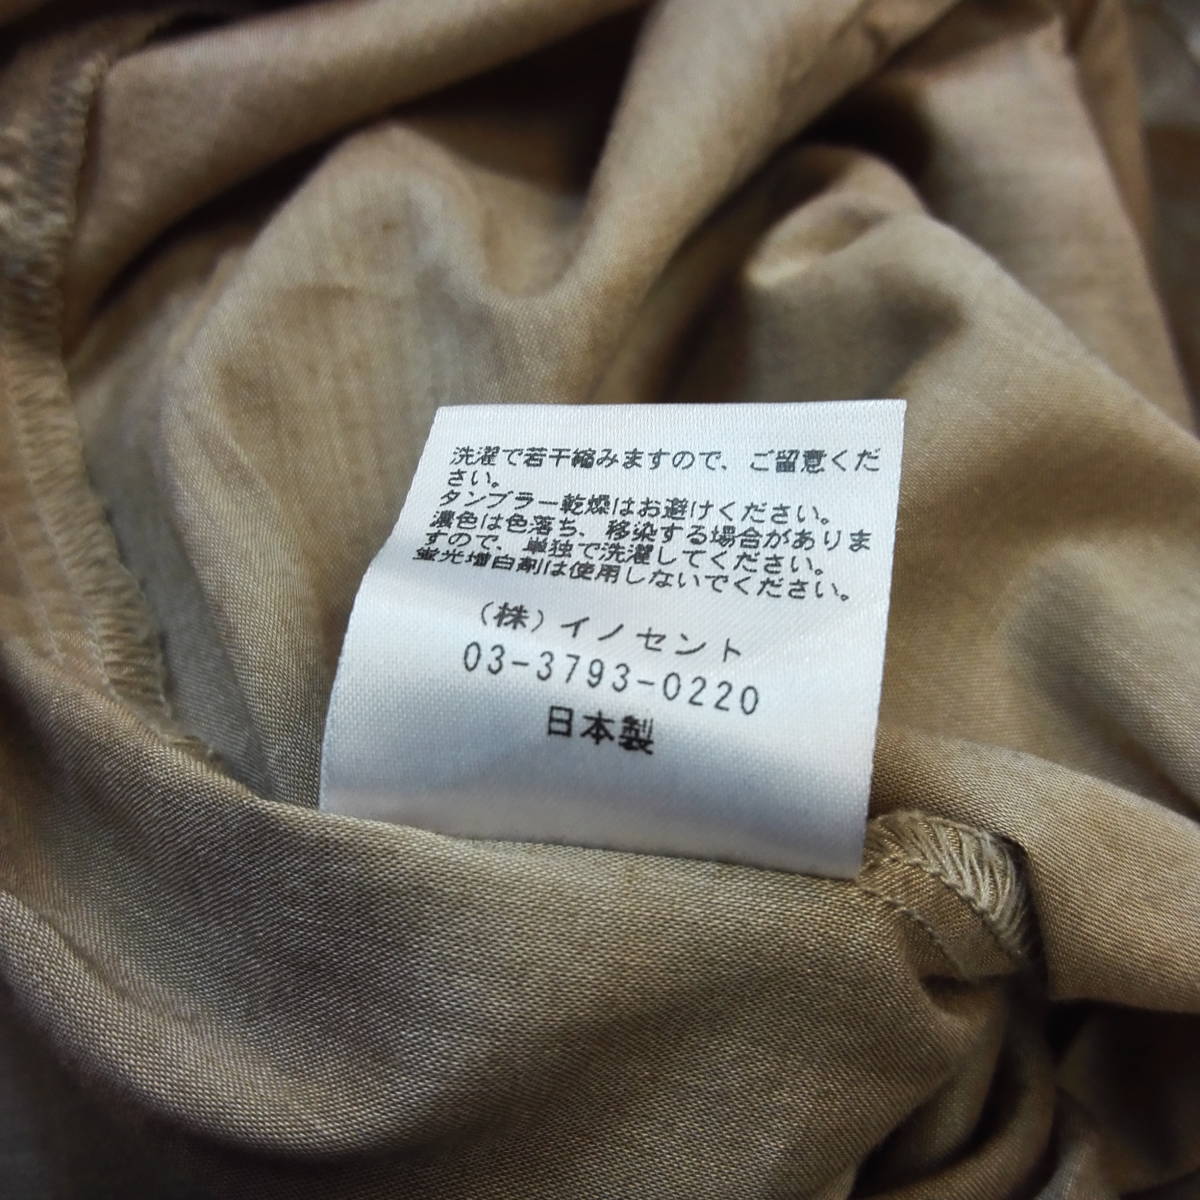 洗濯で若干縮みますので、ご留意くだ
さい。
タンブラー乾燥はお避けください。
濃色は色落ち、移染する場合がありま
すので、単独で洗濯してください。
蛍光増白剤は使用しないでください。
（株）イノセント
03-3793-0220
日本製